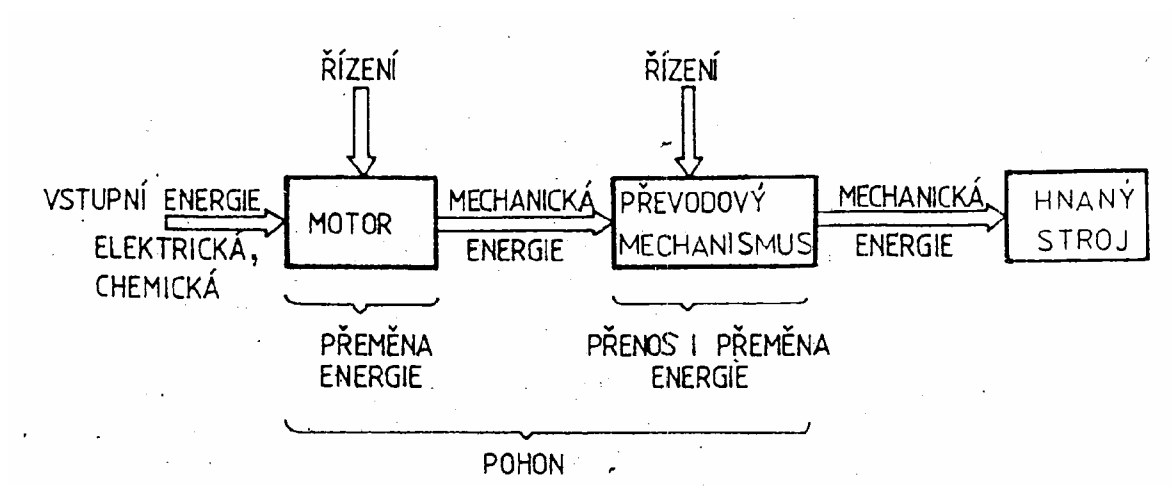 ŘÍZENÍ
ŘÍZENÍ
VSTUPNÍ ENERGIE
ELEKTRICKÁ,
CHEMICKÁ
MOTOR
MECHANICKÁ
ENERGIE
PŘEVODOVÝ
MECHANISMUS
MECHANICKÁ
ENERGIE
HNANÝ
STROJ
PŘEMĚNA
ENERGIE
PŘENOS I PŘEMĚNA
ENERGIE
POHON